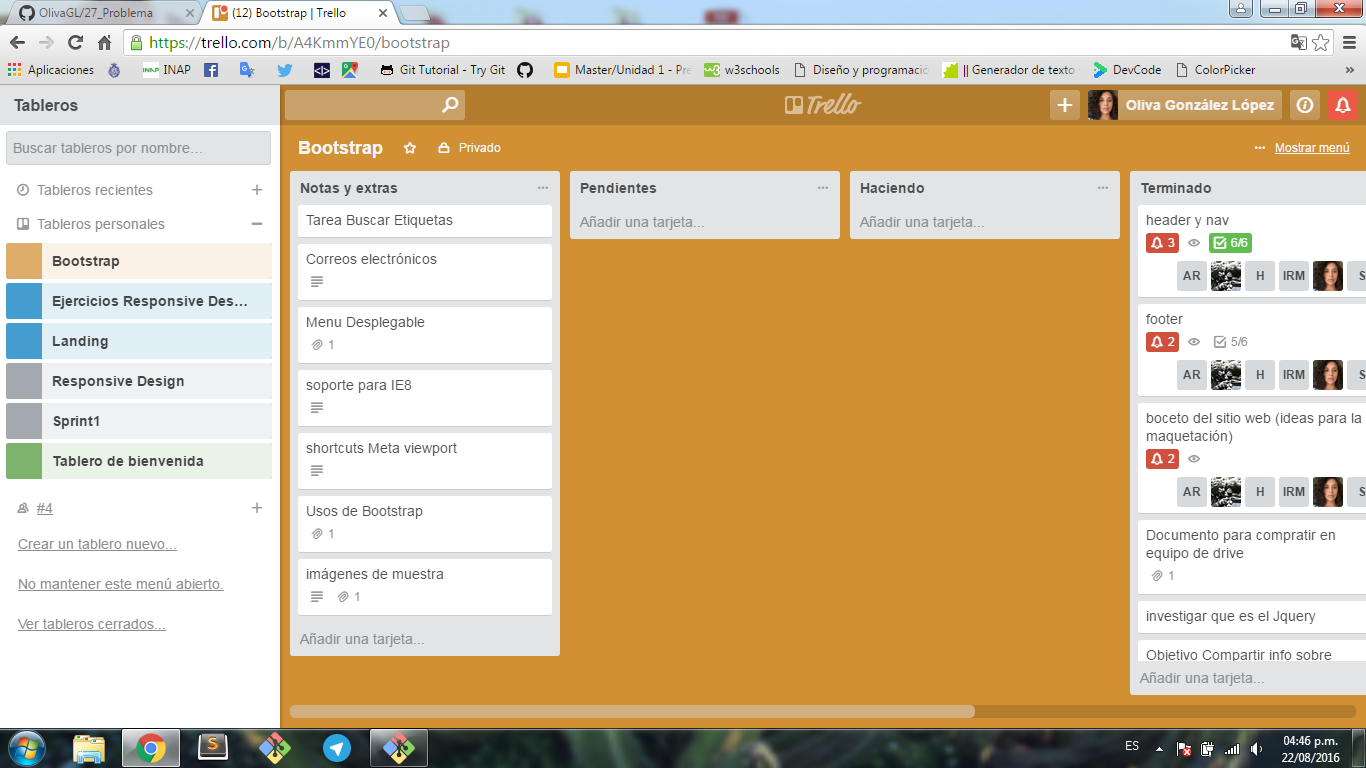 OlivaGL/27_Problema
(12) Bootstrap | Trello
https://trello.com/b/A4KmmYE0/bootstrap
Aplicaciones
INAP INAP
Git Tutorial - Try Git
Master/Unidad 1 - Pre
w3schools
Diseño y programació
|| Generador de texto
DevCode
ColorPicker
»
Tableros
Trello
Oliva González López
Buscar tableros por nombre...
Bootstrap
Privado
Mostrar menú
Tableros recientes
Tableros personales
Bootstrap
Ejercicios Responsive Des...
Landing
Responsive Design
Sprint1
Tablero de bienvenida
#4
Crear un tablero nuevo...
No mantener este menú abierto.
Ver tableros cerrados...
Notas y extras
Tarea Buscar Etiquetas
Correos electrónicos
Menu Desplegable
1
soporte para IE8
shortcuts Meta viewport
Usos de Bootstrap
1
imágenes de muestra
1
Añadir una tarjeta...
Pendientes
Añadir una tarjeta...
Haciendo
Añadir una tarjeta...
Terminado
header y nav
3 6/6
AR H IRM S
footer
2 5/6
AR H IRM S
boceto del sitio web (ideas para la
maquetación)
2
AR H IRM S
Documento para compratir en
equipo de drive
1
investigar que es el Jquery
Objetivo Compartir info sobre
Añadir una tarjeta...
ES
04:46 p.m.
22/08/2016